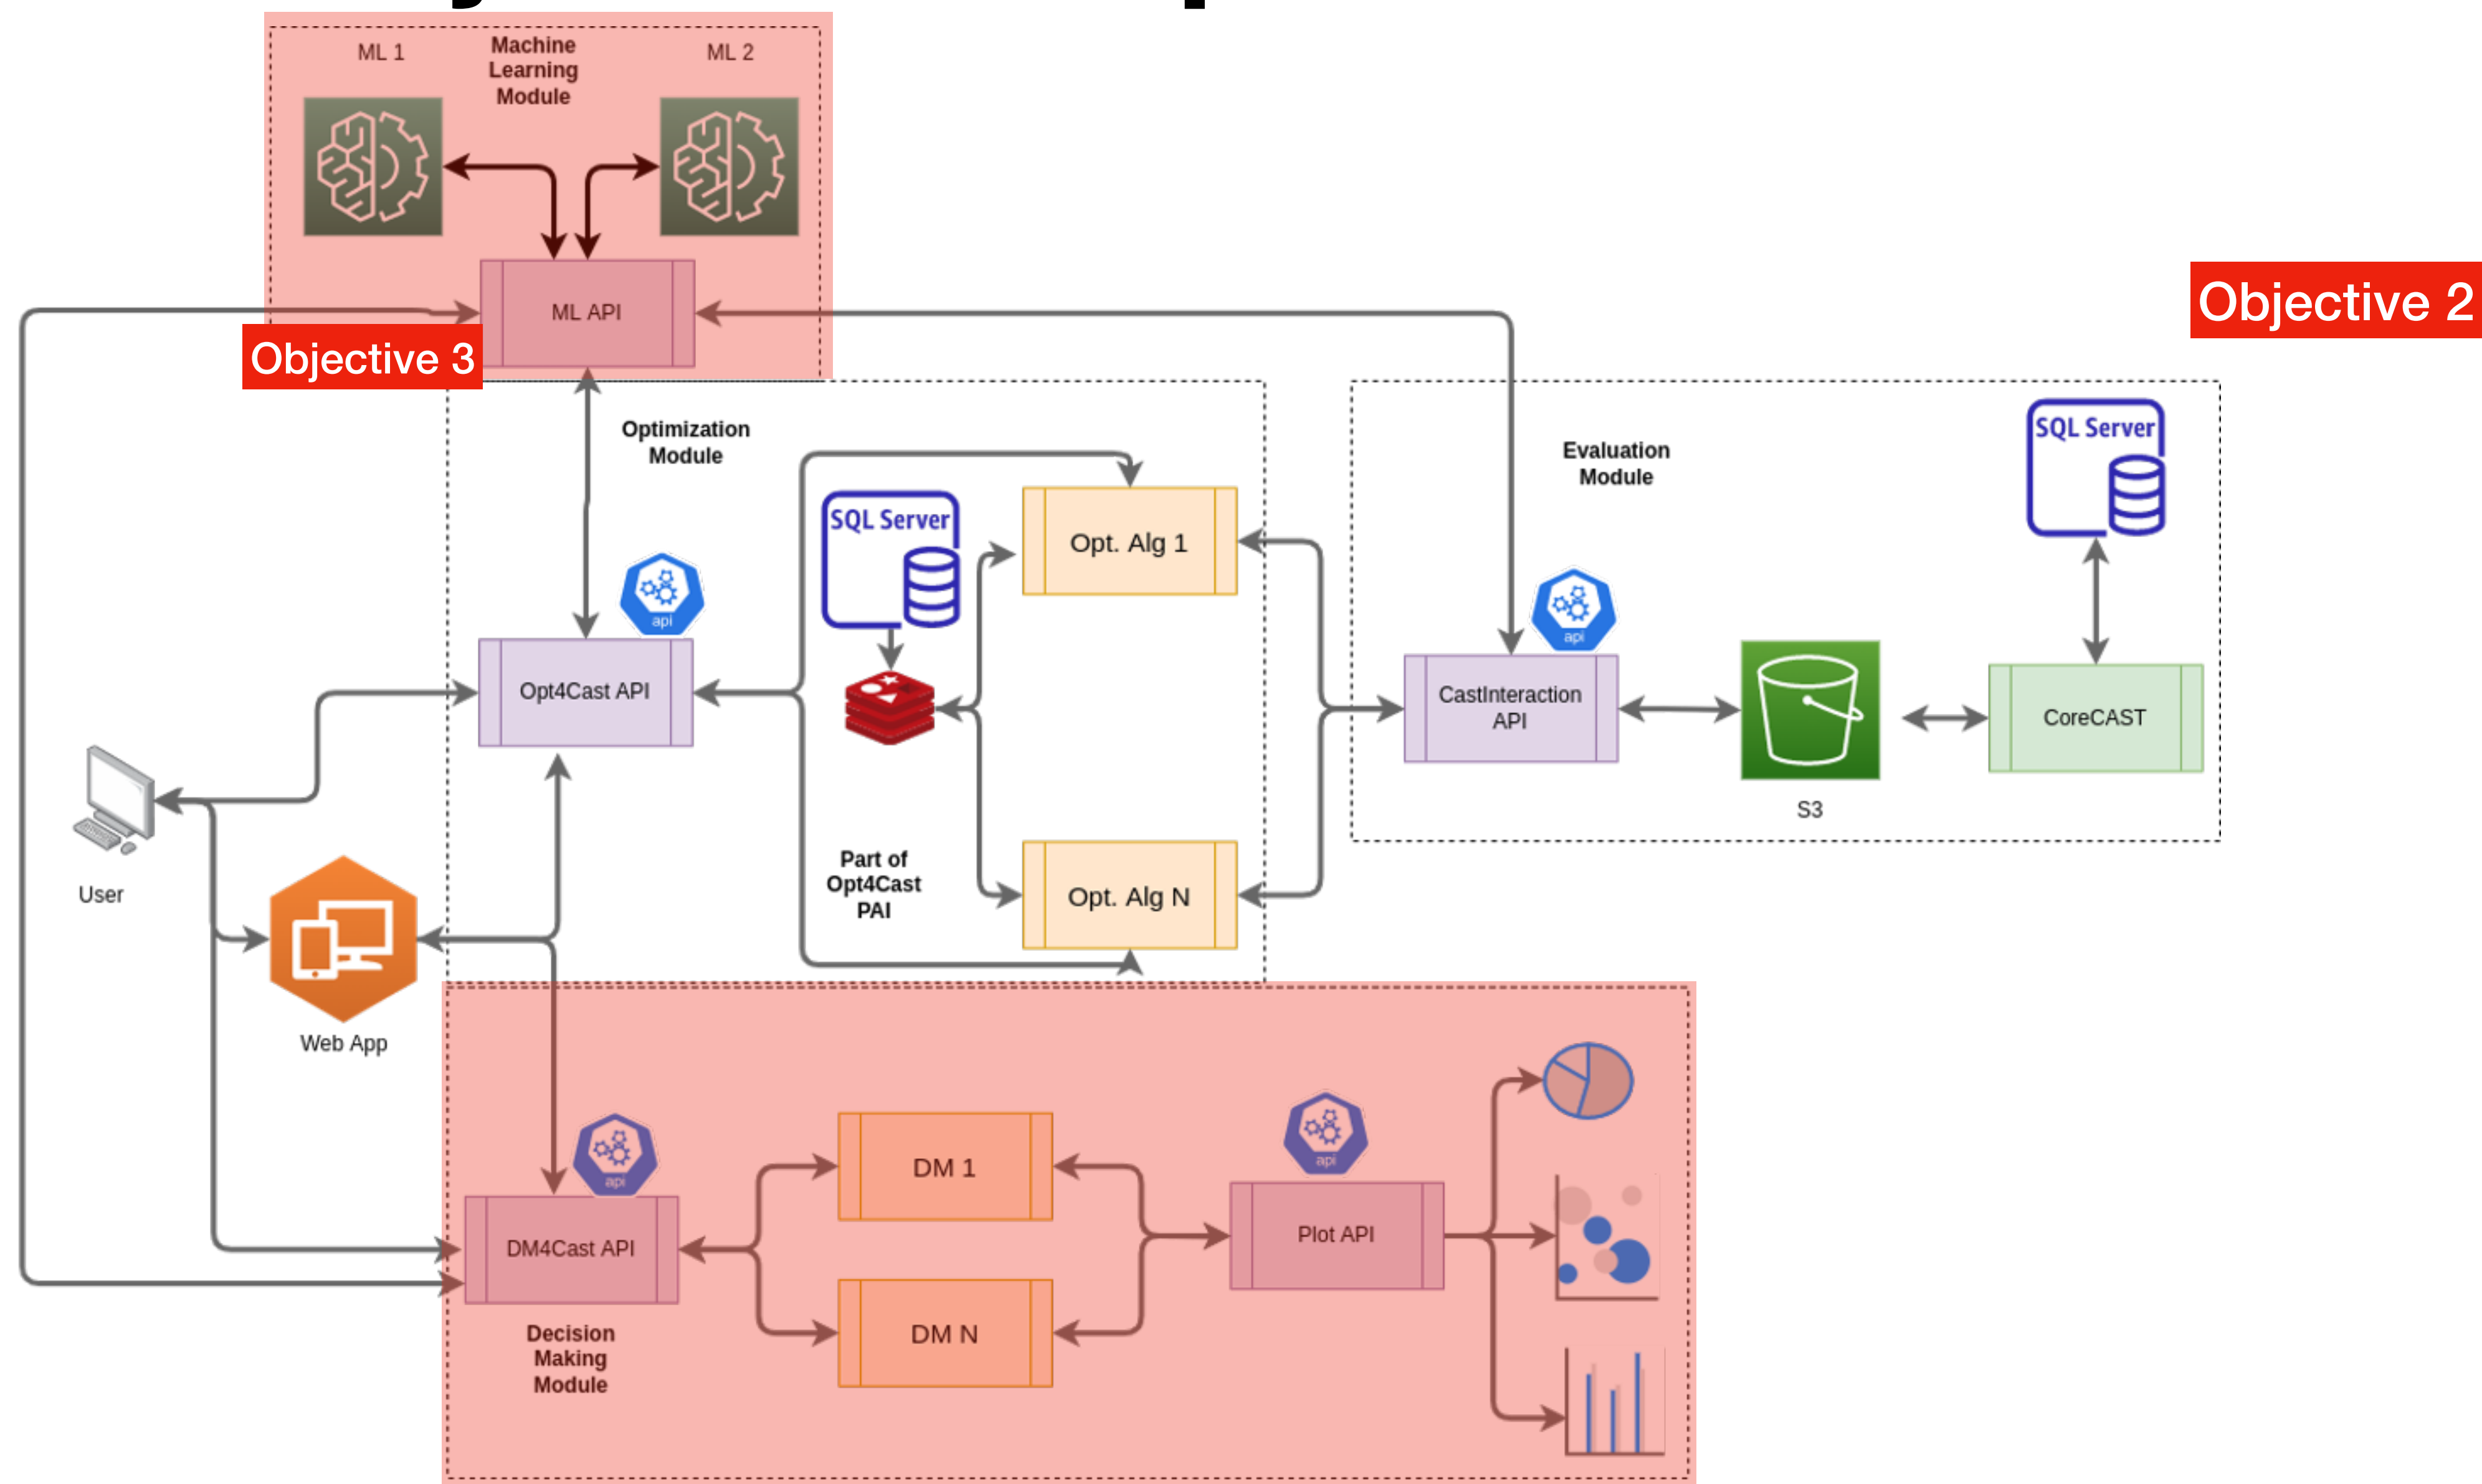 ML 1
Machine
Learning
Module
ML 2
ML API
Objective 3
Objective 2
Optimization
Module
SQL Server
Opt. Alg 1
api
Opt4Cast API
Part of
Opt4Cast
PAI
Opt. Alg N
Evaluation
Module
SQL Server
api
CastInteraction
API
S3
CoreCAST
User
Web App
api
DM4Cast API
Decision
Making
Module
DM 1
DM N
api
Plot API